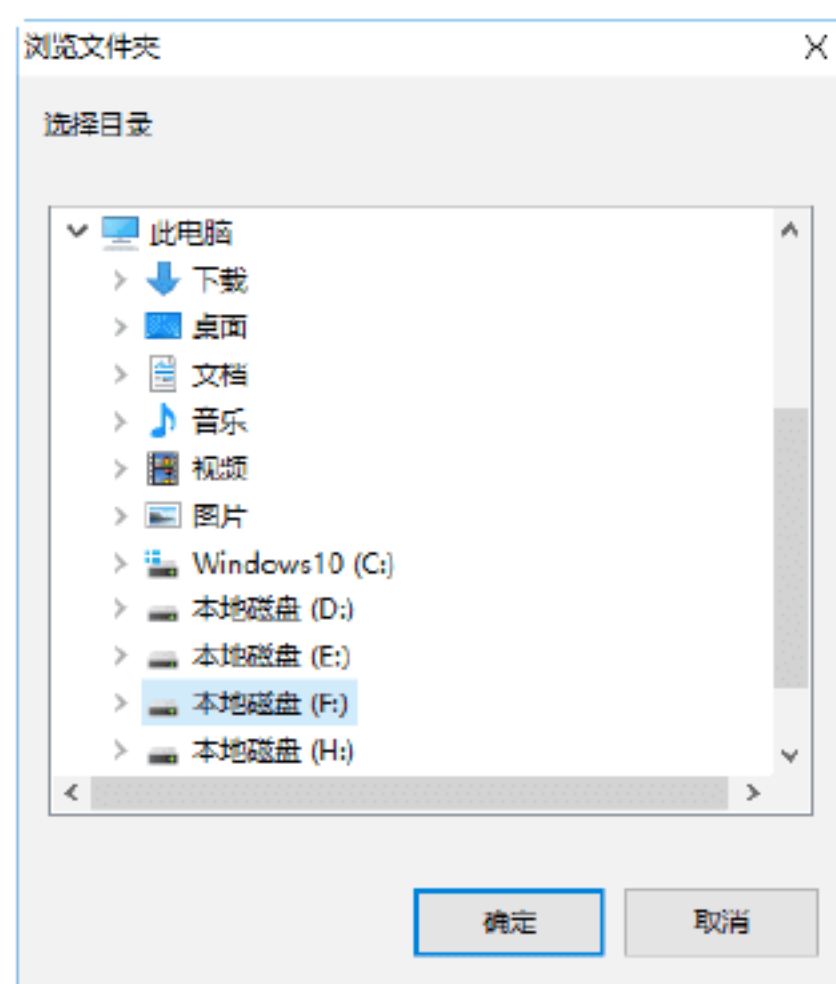 浏览文件夹
选择目录
此电脑
下载
桌面
文档
音乐
视频
图片
Windows10 (C:)
本地磁盘 (D:)
本地磁盘 (E:)
本地磁盘 (F:)
本地磁盘 (H:)
确定 取消